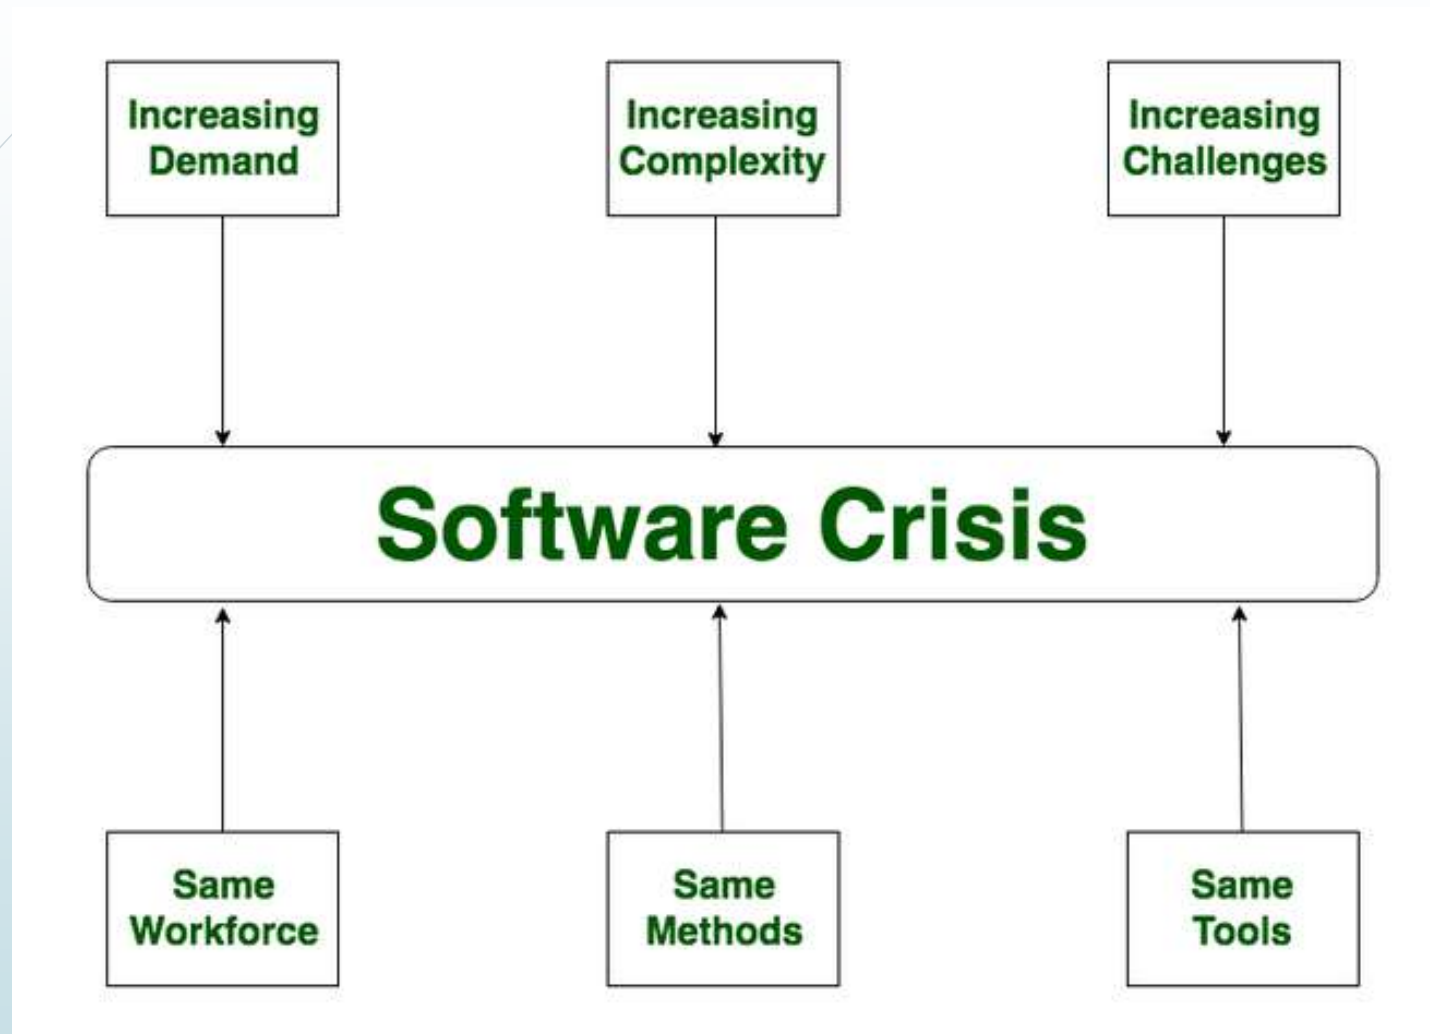 Increasing
Demand
Increasing
Complexity
Increasing
Challenges
Software Crisis
Same
Workforce
Same
Methods
Same
Tools